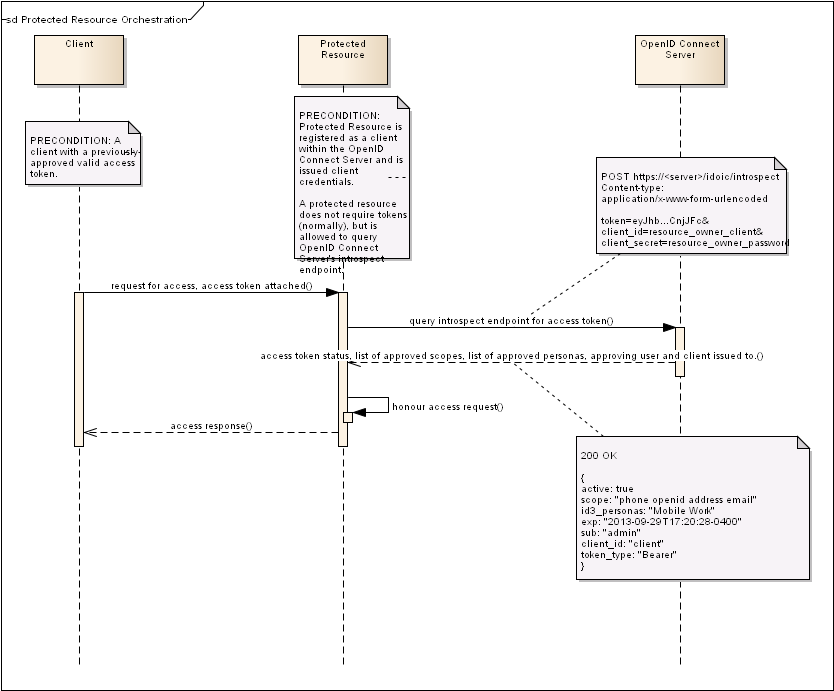 sd Protected Resource Orchestration
Client
Protected
Resource
OpenID Connect
Server
PRECONDITION: A
client with a previously-
approved valid access
token.
PRECONDITION:
Protected Resource is
registered as a client
within the OpenID
Connect Server and is
issued client
credentials.
A protected resource
does not require tokens
(normally), but is
allowed to query
OpenID Connect
Server's introspect
endpoint.
POST https://<server>/idoic/introspect
Content-type:
application/x-www-form-urlencoded
token=eyJhb...CnjJFc&
client_id=resource_owner_client&
client_secret=resource_owner_password
request for access, access token attached()
query introspect endpoint for access token()
access token status, list of approved scopes, list of approved personas, approving user and client issued to.()
honour access request()
access response()
200 OK
{
active: true
scope: "phone openid address email"
id3_personas: "Mobile Work"
exp: "2013-09-29T17:20:28-0400"
sub: "admin"
client_id: "client"
token_type: "Bearer"
}